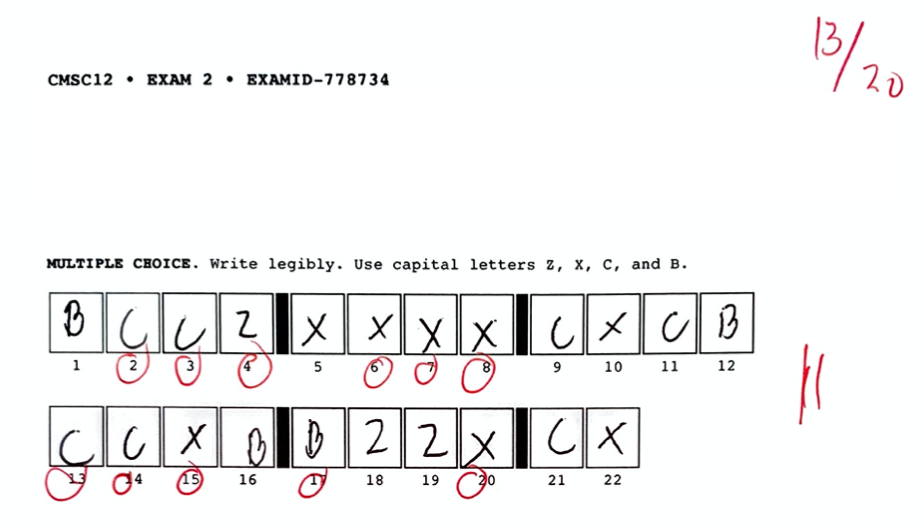 13/20
CMSC12 • EXAM 2 • EXAMID-778734
MULTIPLE CHOICE. Write legibly. Use capital letters Z, X, C, and B.
B C C Z X X X X C X C B
1 2 3 4 5 6 7 8 9 10 11 12
11
C C X B B Z Z X C X
13 14 15 16 17 18 19 20 21 22